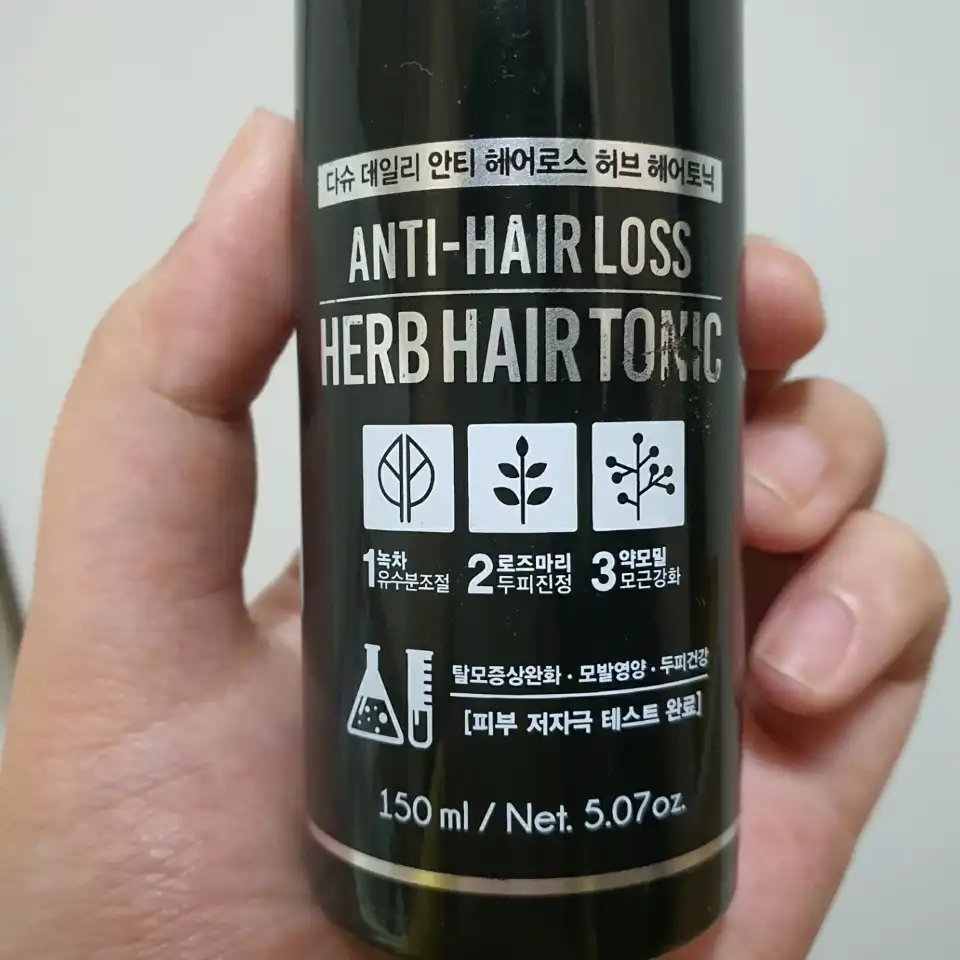 다슈 데일리 안티 헤어로스 허브 헤어토닉
ANTI-HAIR LOSS
HERB HAIR TONIC
1 녹차 유수분조절
2 로즈마리 두피진정
3 약모밀 모근강화
탈모증상완화 · 모발영양 · 두피건강
[피부 저자극 테스트 완료]
150 ml / Net. 5.07oz.